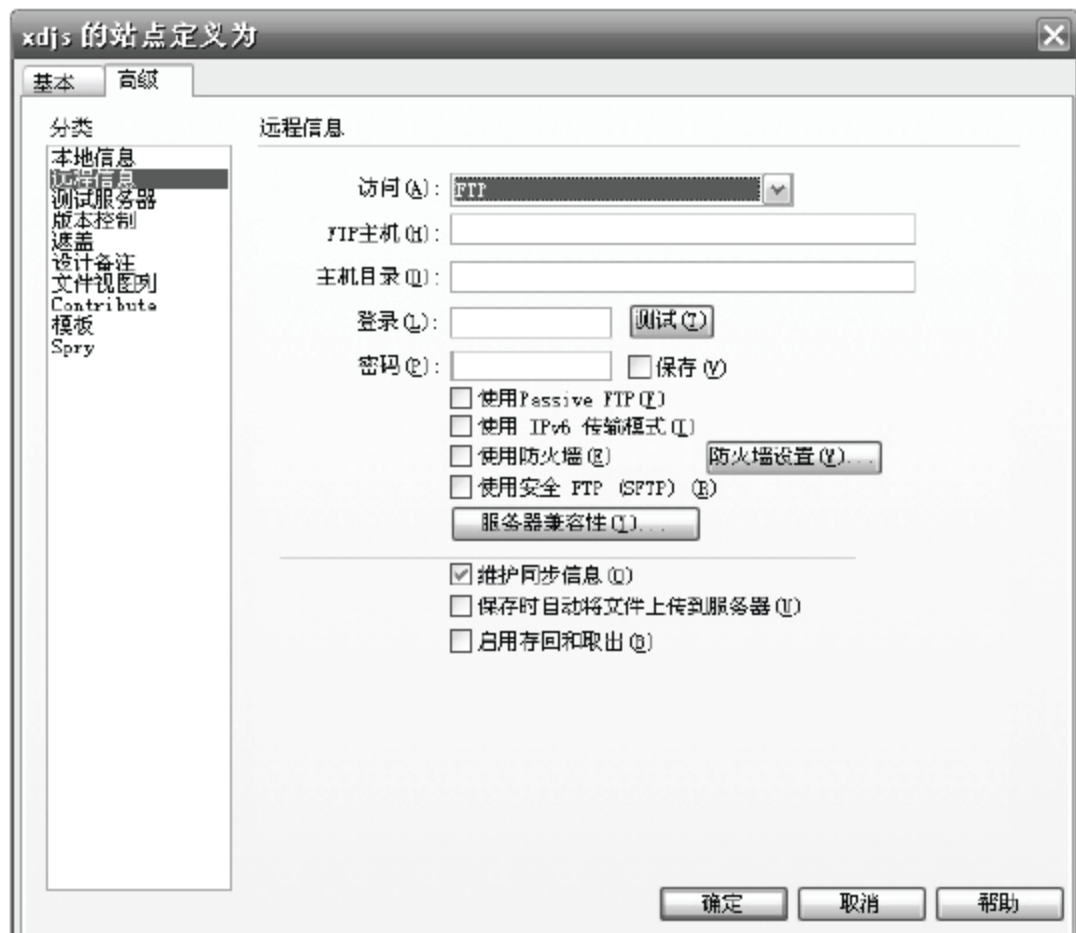 xdjs 的站点定义为
基本
高级
分类
本地信息
远程信息
测试服务器
版本控制
遮盖
设计备注
文件视图列
Contribute
模板
Spry
远程信息
访问(A): FTP
FTP主机(H):
主机目录(D):
登录(L): 测试(T)
密码(P): 保存(V)
使用Passive FTP(F)
使用 IPv6 传输模式(I)
使用防火墙(E) 防火墙设置(W)...
使用安全 FTP (SFTP) (R)
服务器兼容性(I)...
维护同步信息(O)
保存时自动将文件上传到服务器(U)
启用存回和取出(B)
确定 取消 帮助